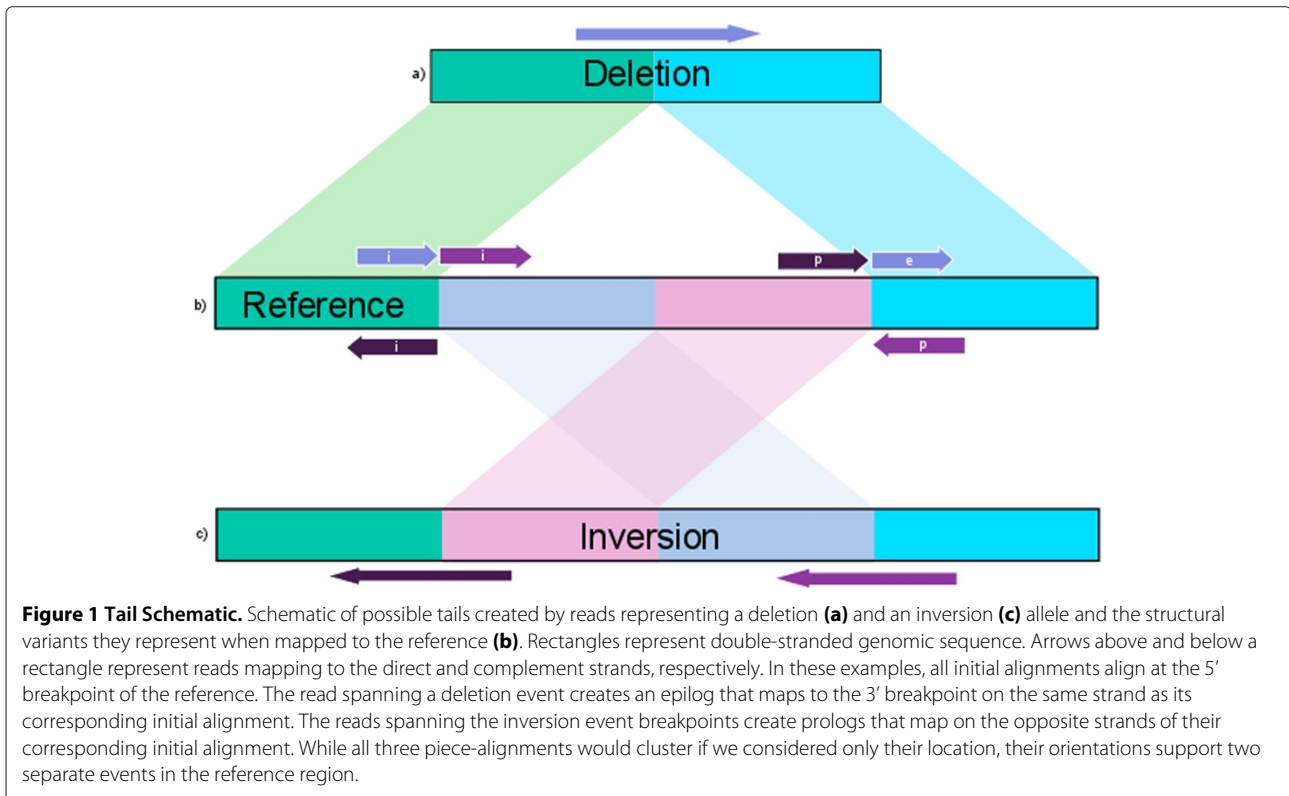 a) Deletion
i i p e
b) Reference
i p
c) Inversion
Figure 1 Tail Schematic. Schematic of possible tails created by reads representing a deletion (a) and an inversion (c) allele and the structural
variants they represent when mapped to the reference (b). Rectangles represent double-stranded genomic sequence. Arrows above and below a
rectangle represent reads mapping to the direct and complement strands, respectively. In these examples, all initial alignments align at the 5’
breakpoint of the reference. The read spanning a deletion event creates an epilog that maps to the 3’ breakpoint on the same strand as its
corresponding initial alignment. The reads spanning the inversion event breakpoints create prologs that map on the opposite strands of their
corresponding initial alignment. While all three piece-alignments would cluster if we considered only their location, their orientations support two
separate events in the reference region.